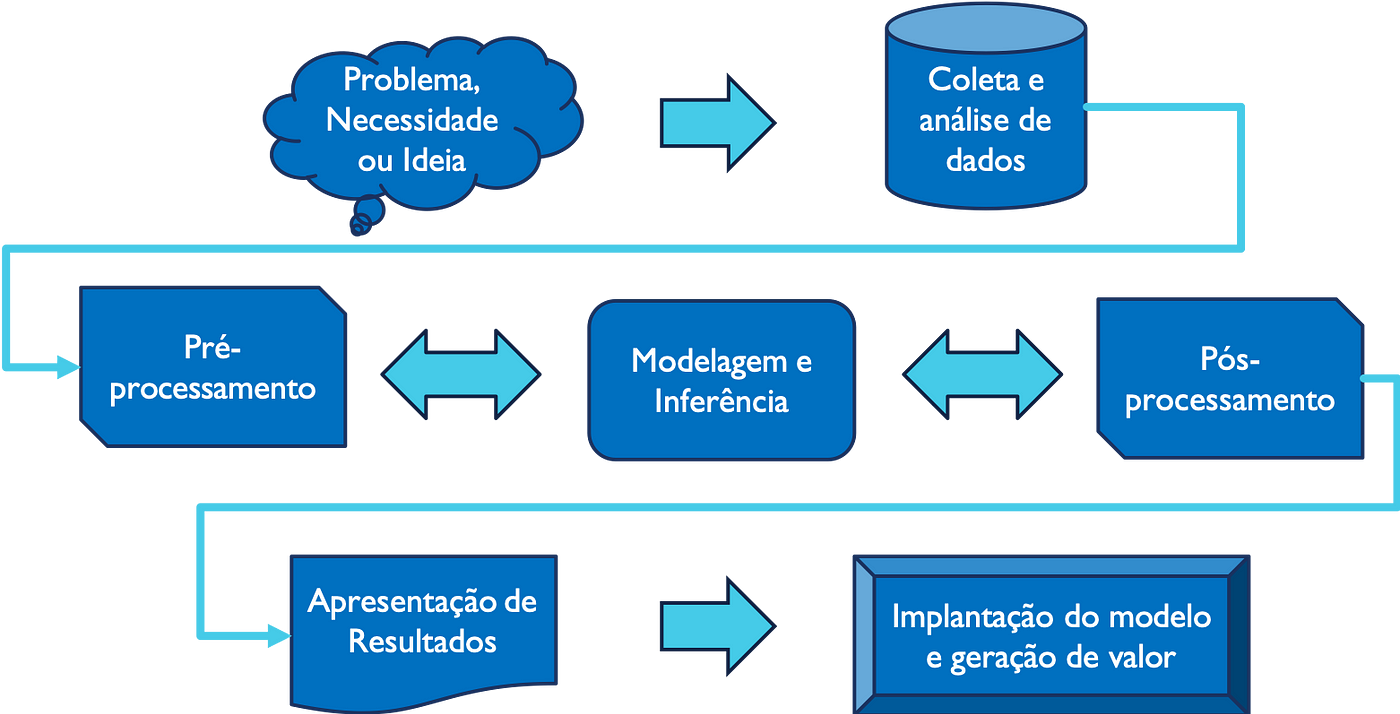 Problema,
Necessidade
ou Ideia
Coleta e
análise de
dados
Pré-
processamento
Modelagem e
Inferência
Pós-
processamento
Apresentação de
Resultados
Implantação do modelo
e geração de valor